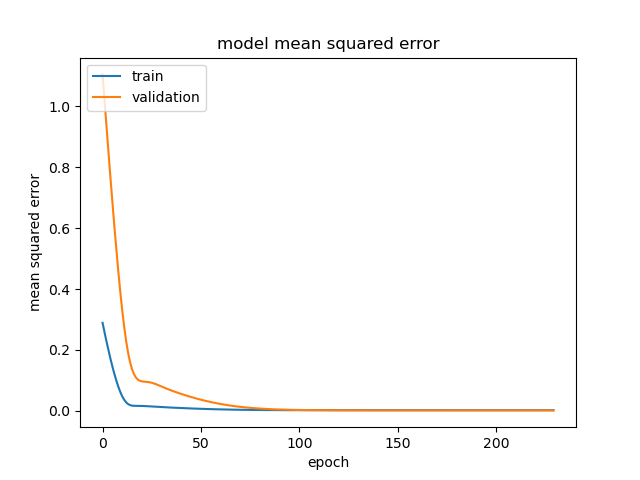 model mean squared error
train
validation
mean squared error
1.0
0.8
0.6
0.4
0.2
0.0
0 50 100 150 200
epoch